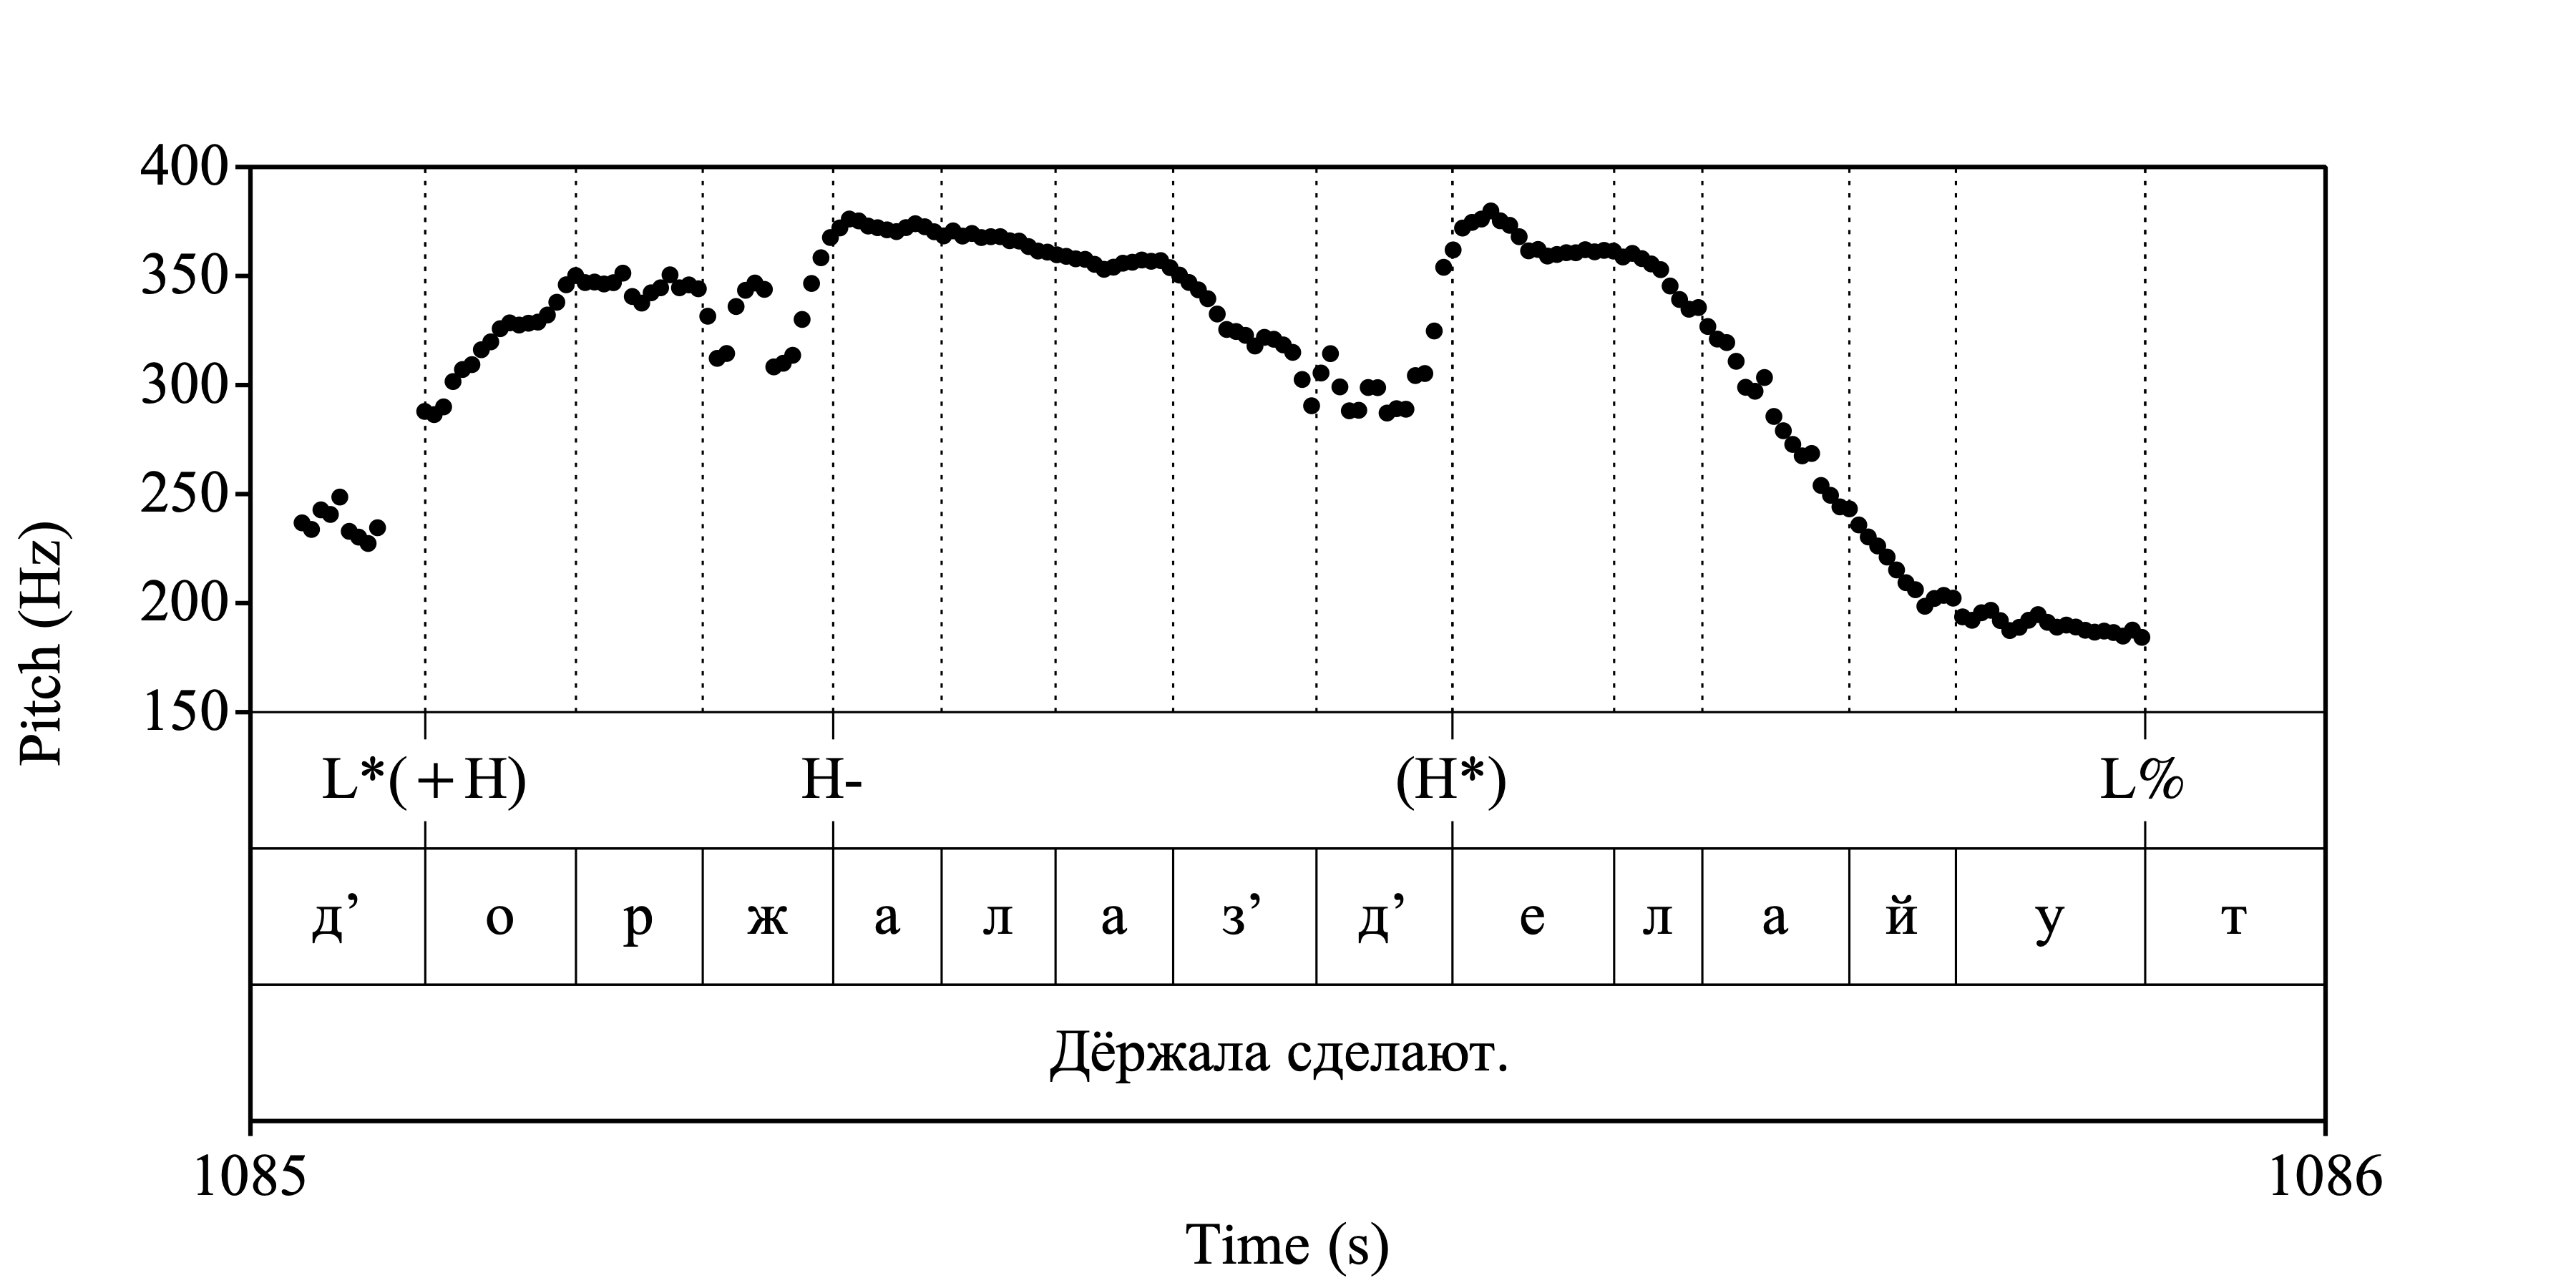 400
350
300
250
200
150
Pitch (Hz)
L*(+H) H- (H*) L%
д’ о р ж а л а з’ д’ е л а й у т
Дёржала сделают.
1085 1086
Time (s)